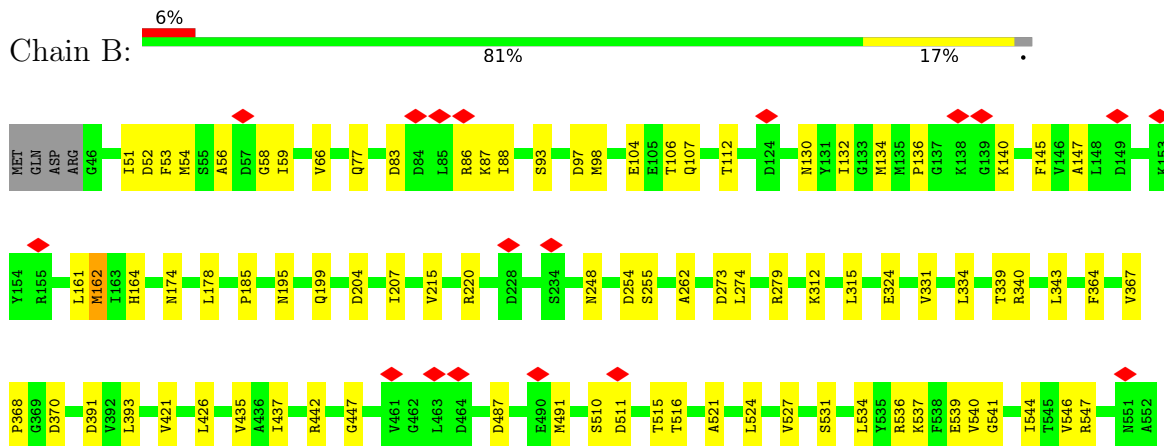 6%
Chain B:
81% 17% .
MET GLN ASP ARG G46 I51 D52 F53 M54 S55 A56 D57 G58 I59 V66 Q77 D83 D84 L85 R86 K87 I88 S93 D97 M98 E104 E105 T106 Q107 T112 D124 N130 Y131 I132 G133 M134 M135 P136 G137 K138 G139 K140 F145 V146 A147 L148 D149 K153
Y154 R155 L161 M162 I163 H164 N174 L178 P185 N195 Q199 D204 I207 V215 R220 D228 S234 N248 D254 S255 A262 D273 L274 R279 K312 L315 E324 V331 L334 T339 R340 L343 F364 V367
P368 G369 D370 D391 V392 L393 V421 L426 V435 A436 I437 R442 G447 V461 G462 L463 D464 D487 E490 M491 S510 D511 T515 T516 A521 L524 V527 S531 L534 Y535 R536 K537 F538 E539 V540 G541 I544 T545 V546 R547 N551 A552